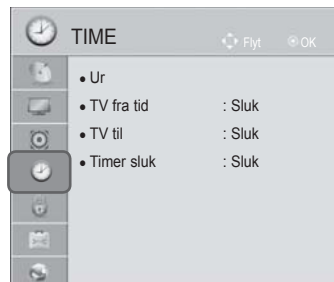 TIME Flyt OK
• Ur
• TV fra tid : Sluk
• TV til : Sluk
• Timer sluk : Sluk